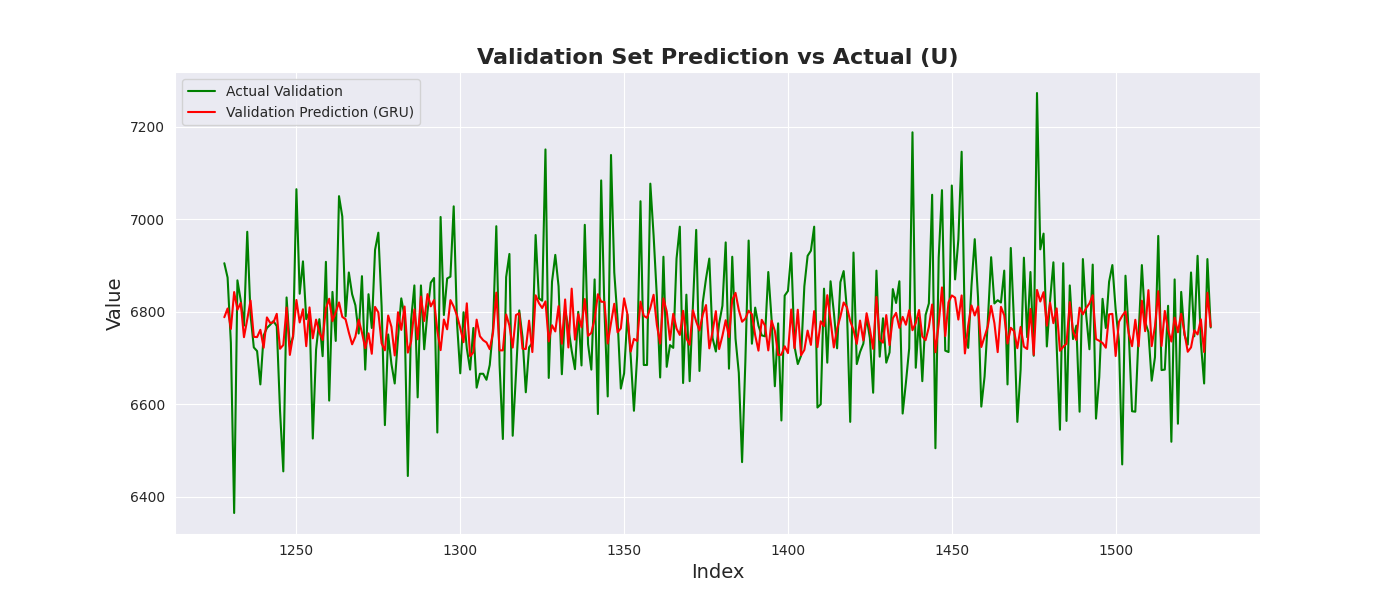 Validation Set Prediction vs Actual (U)
Actual Validation
Validation Prediction (GRU)
7200
7000
6800
6600
6400
Value
1250 1300 1350 1400 1450 1500
Index